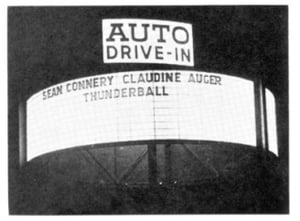 AUTO
DRIVE-IN
SEAN CONNERY CLAUDINE AUGER
THUNDERBALL